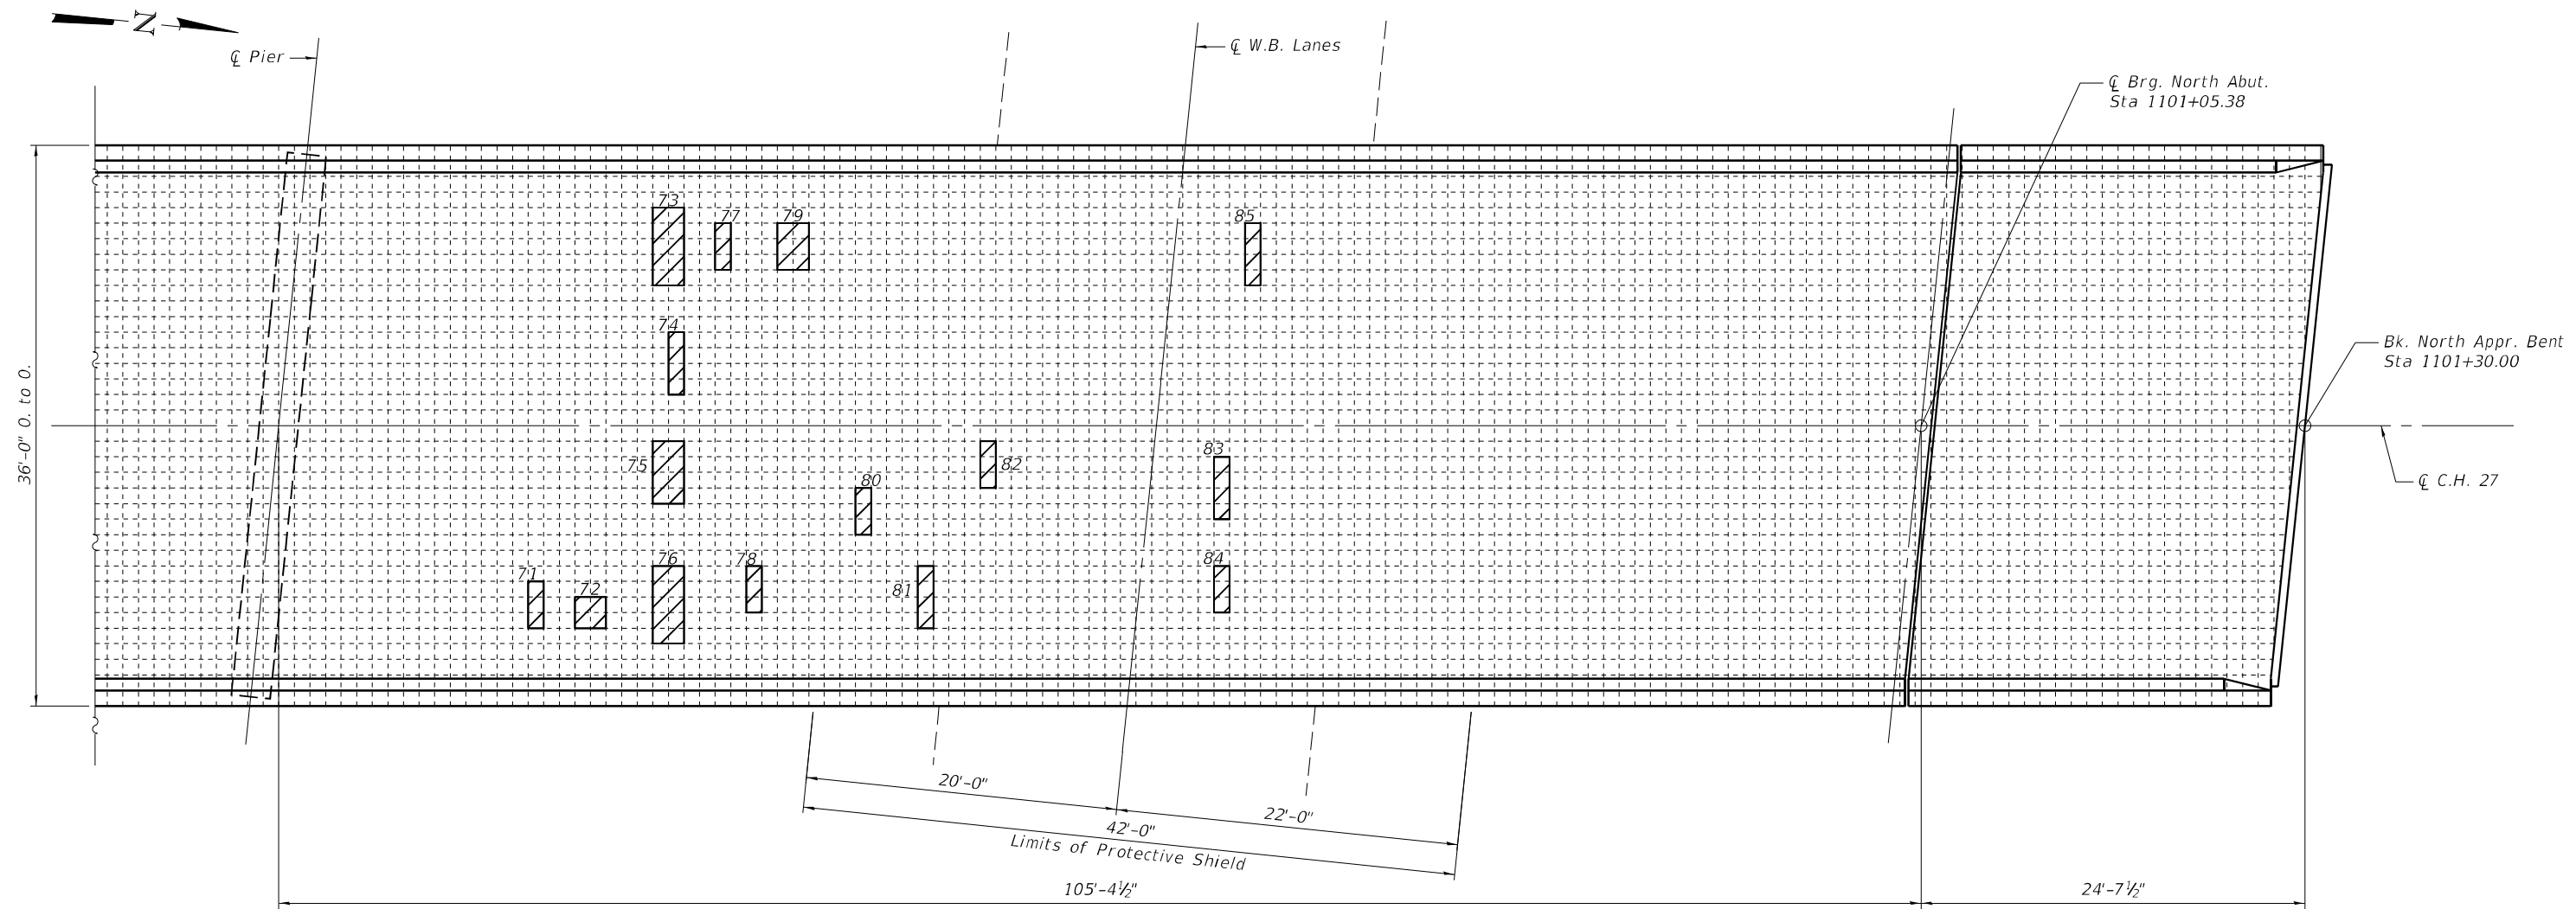 N
℄ Pier
℄ W.B. Lanes
℄ Brg. North Abut.
Sta 1101+05.38
73
77
79
85
74
Bk. North Appr. Bent
Sta 1101+30.00
36'-0" O. to O.
75
82
83
80
℄ C.H. 27
71
72
76
78
81
84
20'-0"
22'-0"
42'-0"
Limits of Protective Shield
105'-4½"
24'-7½"